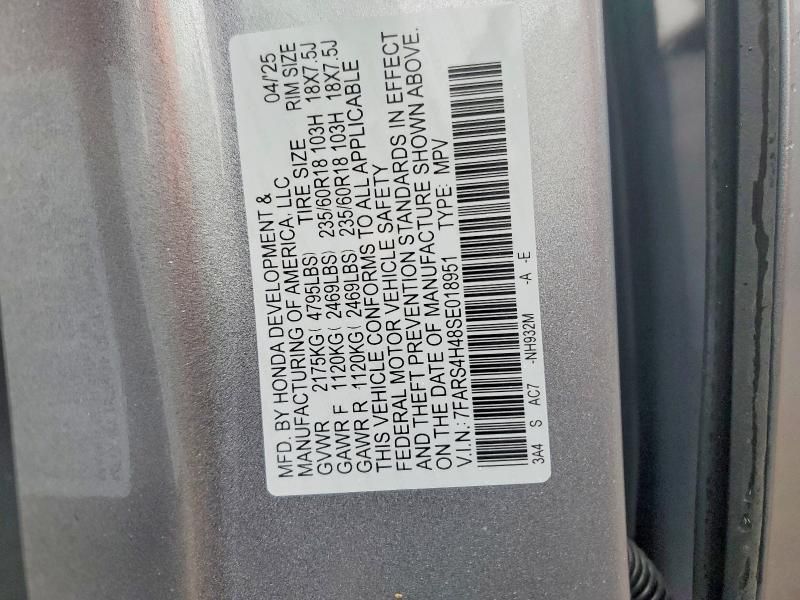 MFD. BY HONDA DEVELOPMENT & 04/'25
MANUFACTURING OF AMERICA, LLC
TIRE SIZE RIM SIZE
GVWR 2175KG( 4795LBS)
GAWR F 1120KG( 2469LBS) 235/60R18 103H 18X7.5J
GAWR R 1120KG( 2469LBS) 235/60R18 103H 18X7.5J
THIS VEHICLE CONFORMS TO ALL APPLICABLE
FEDERAL MOTOR VEHICLE SAFETY
AND THEFT PREVENTION STANDARDS IN EFFECT
ON THE DATE OF MANUFACTURE SHOWN ABOVE.
V.I.N.: 7FARS4H48SE018951 TYPE: MPV
3A4 S AC7 -NH932M -A -E